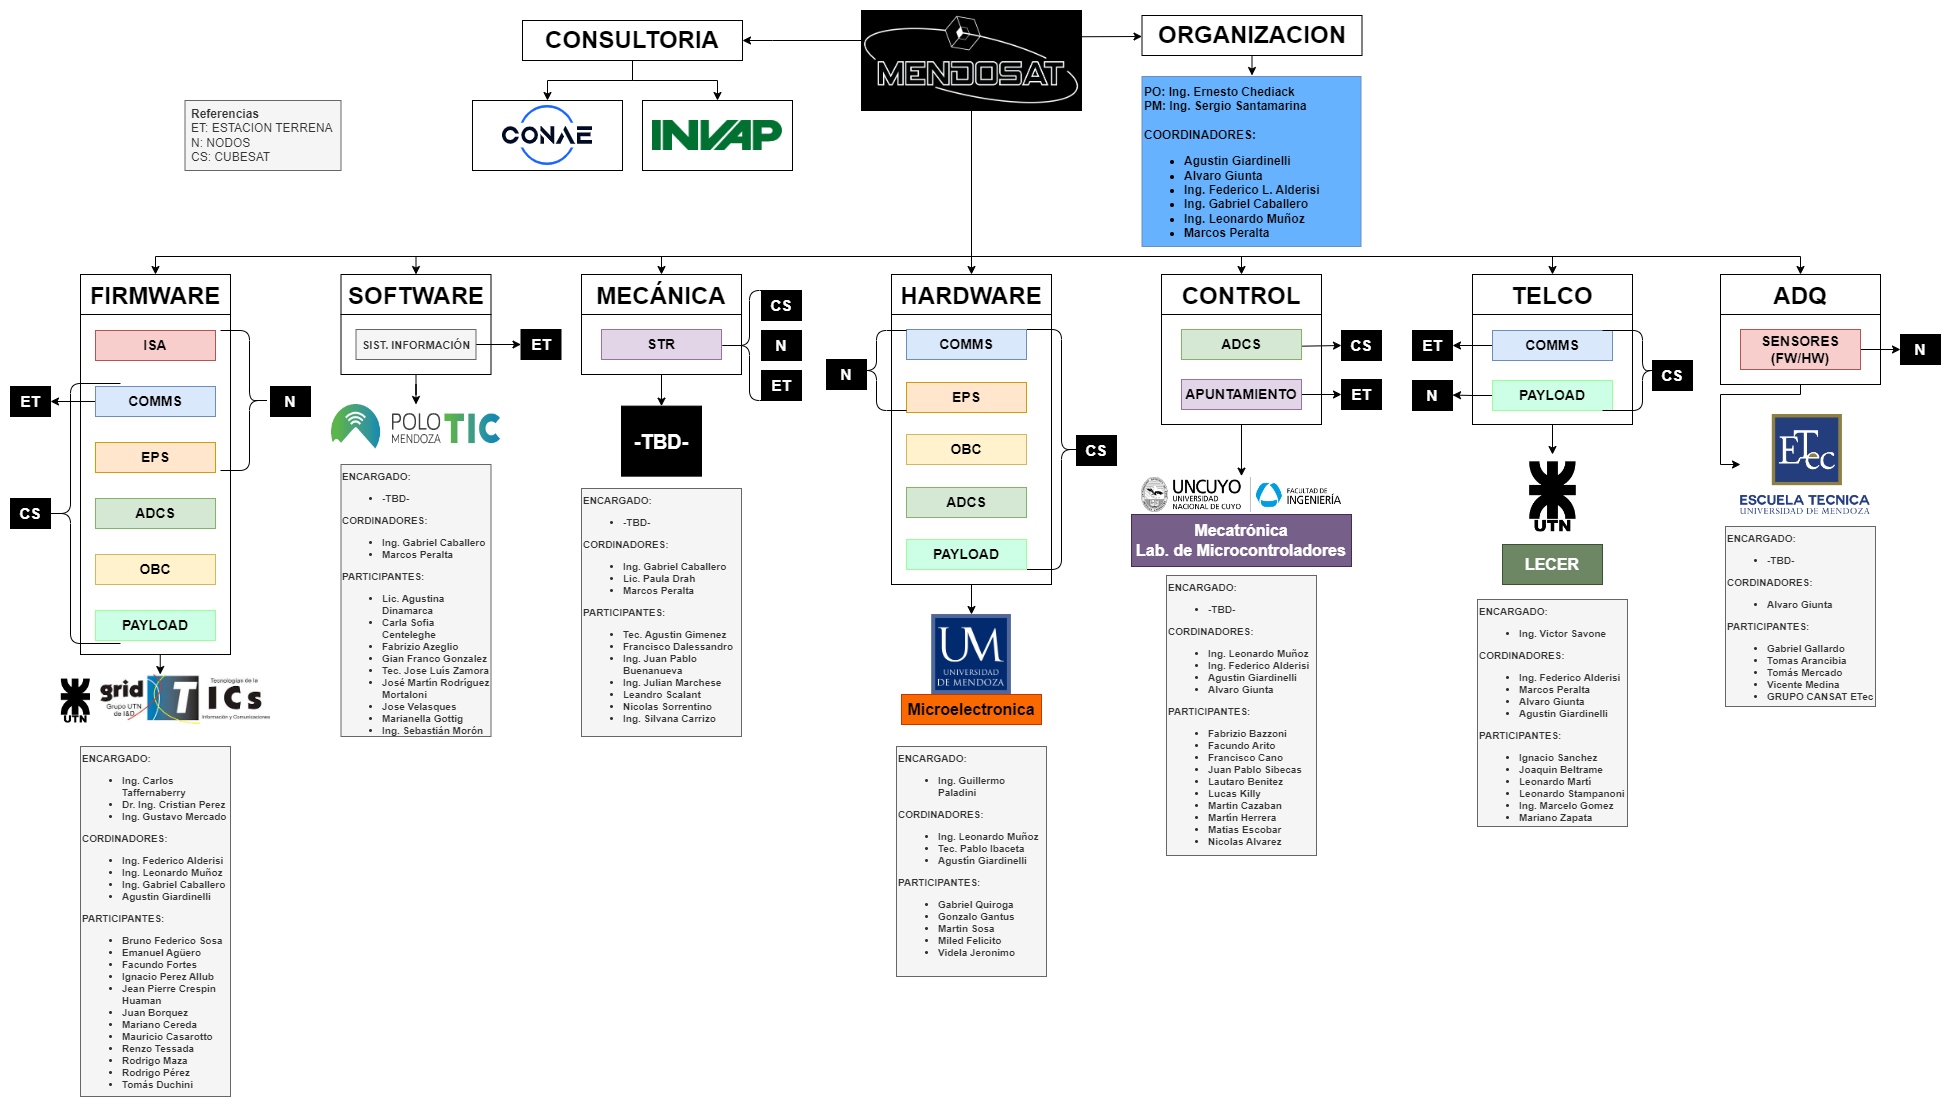 CONSULTORIA
MENDOSAT
ORGANIZACION
CONAE
INVAP
Referencias
ET: ESTACION TERRENA
N: NODOS
CS: CUBESAT
PO: Ing. Ernesto Chediack
PM: Ing. Sergio Santamarina
COORDINADORES:
Agustin Giardinelli
Alvaro Giunta
Ing. Federico L. Alderisi
Ing. Gabriel Caballero
Ing. Leonardo Muñoz
Marcos Peralta
FIRMWARE
ISA
COMMS
EPS
ADCS
OBC
PAYLOAD
ET
N
CS
UTN
grid
Grupo UTN
de I&D
Tecnologías de la
TICs
Información y Comunicaciones
ENCARGADO:
Ing. Carlos
Taffernaberry
Dr. Ing. Cristian Perez
Ing. Gustavo Mercado
CORDINADORES:
Ing. Federico Alderisi
Ing. Leonardo Muñoz
Ing. Gabriel Caballero
Agustin Giardinelli
PARTICIPANTES:
Bruno Federico Sosa
Emanuel Agüero
Facundo Fortes
Ignacio Perez Allub
Jean Pierre Crespin
Huaman
Juan Borquez
Mariano Cereda
Mauricio Casarotto
Renzo Tessada
Rodrigo Maza
Rodrigo Pérez
Tomás Duchini
SOFTWARE
SIST. INFORMACIÓN
ET
POLO
MENDOZA
TIC
ENCARGADO:
-TBD-
CORDINADORES:
Ing. Gabriel Caballero
Marcos Peralta
PARTICIPANTES:
Lic. Agustina
Dinamarca
Carla Sofia
Centeleghe
Fabrizio Azeglio
Gian Franco Gonzalez
Tec. Jose Luís Zamora
José Martin Rodríguez
Mortaloni
Jose Velasques
Marianella Gottig
Ing. Sebastián Morón
MECÁNICA
STR
CS
N
ET
-TBD-
ENCARGADO:
-TBD-
CORDINADORES:
Ing. Gabriel Caballero
Lic. Paula Drah
Marcos Peralta
PARTICIPANTES:
Tec. Agustin Gimenez
Francisco Dalessandro
Ing. Juan Pablo
Buenanueva
Ing. Julian Marchese
Leandro Scalant
Nicolas Sorrentino
Ing. Silvana Carrizo
HARDWARE
COMMS
EPS
OBC
ADCS
PAYLOAD
N
CS
UM
UNIVERSIDAD
DE MENDOZA
Microelectronica
ENCARGADO:
Ing. Guillermo
Paladini
CORDINADORES:
Ing. Leonardo Muñoz
Tec. Pablo Ibaceta
Agustín Giardinelli
PARTICIPANTES:
Gabriel Quiroga
Gonzalo Gantus
Martin Sosa
Miled Felicito
Videla Jeronimo
CONTROL
ADCS
APUNTAMIENTO
CS
ET
UNCUYO
UNIVERSIDAD
NACIONAL DE CUYO
FACULTAD DE
INGENIERÍA
Mecatrónica
Lab. de Microcontroladores
ENCARGADO:
-TBD-
CORDINADORES:
Ing. Leonardo Muñoz
Ing. Federico Alderisi
Agustin Giardinelli
Alvaro Giunta
PARTICIPANTES:
Fabrizio Bazzoni
Facundo Arito
Francisco Cano
Juan Pablo Sibecas
Lautaro Benitez
Lucas Killy
Martin Cazaban
Martín Herrera
Matias Escobar
Nicolas Alvarez
TELCO
COMMS
PAYLOAD
ET
N
CS
UTN
LECER
ENCARGADO:
Ing. Victor Savone
CORDINADORES:
Ing. Federico Alderisi
Marcos Peralta
Alvaro Giunta
Agustin Giardinelli
PARTICIPANTES:
Ignacio Sanchez
Joaquin Beltrame
Leonardo Martí
Leonardo Stampanoni
Ing. Marcelo Gomez
Mariano Zapata
ADQ
SENSORES
(FW/HW)
N
ETec
ESCUELA TECNICA
UNIVERSIDAD DE MENDOZA
ENCARGADO:
-TBD-
CORDINADORES:
Alvaro Giunta
PARTICIPANTES:
Gabriel Gallardo
Tomas Arancibia
Tomás Mercado
Vicente Medina
GRUPO CANSAT ETec